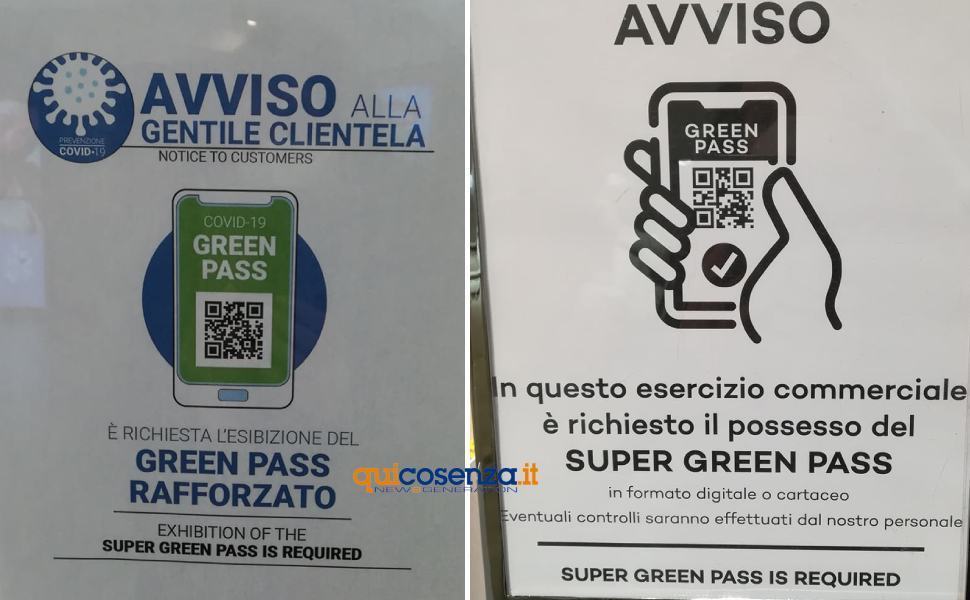 PREVENZIONE
COVID-19
AVVISO ALLA
GENTILE CLIENTELA
NOTICE TO CUSTOMERS
COVID-19
GREEN
PASS
È RICHIESTA L'ESIBIZIONE DEL
GREEN PASS
RAFFORZATO
EXHIBITION OF THE
SUPER GREEN PASS IS REQUIRED
quicosenza.it
NEW GENERATION
AVVISO
GREEN
PASS
In questo esercizio commerciale
è richiesto il possesso del
SUPER GREEN PASS
in formato digitale o cartaceo
Eventuali controlli saranno effettuati dal nostro personale
SUPER GREEN PASS IS REQUIRED